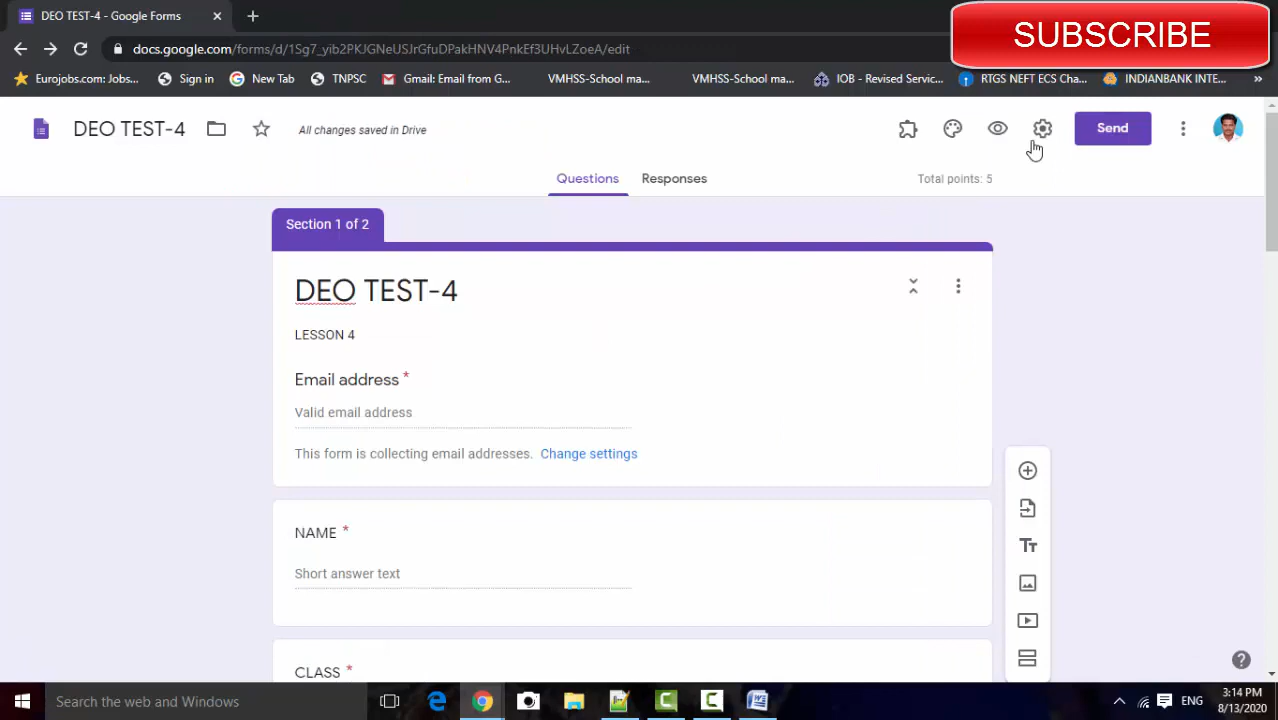 DEO TEST-4 - Google Forms
SUBSCRIBE
docs.google.com/forms/d/1Sg7_yib2PKJGNeUSJrGfuDPakHNV4PnkEf3UHvLZoeA/edit
Eurojobs.com: Jobs... Sign in New Tab TNPSC Gmail: Email from G... VMHSS-School ma... VMHSS-School ma... IOB - Revised Servic... RTGS NEFT ECS Cha... INDIANBANK INTE...
DEO TEST-4 All changes saved in Drive Send
Questions Responses Total points: 5
Section 1 of 2
DEO TEST-4
LESSON 4
Email address *
Valid email address
This form is collecting email addresses. Change settings
NAME *
Short answer text
CLASS *
Tt
Search the web and Windows ENG 3:14 PM
8/13/2020